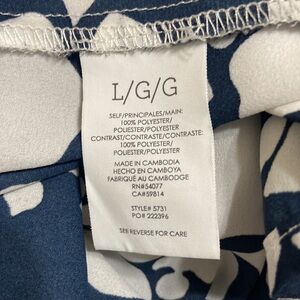 L/G/G
SELF/PRINCIPALES/MAIN:
100% POLYESTER/
POLIESTER/POLYESTER
CONTRAST/CONTRASTE/CONTRASTE:
100% POLYESTER/
POLIESTER/POLYESTER
MADE IN CAMBODIA
HECHO EN CAMBOYA
FABRIQUÉ AU CAMBODGE
RN#54077
CA#59814
STYLE# 5731
PO# 222396
SEE REVERSE FOR CARE